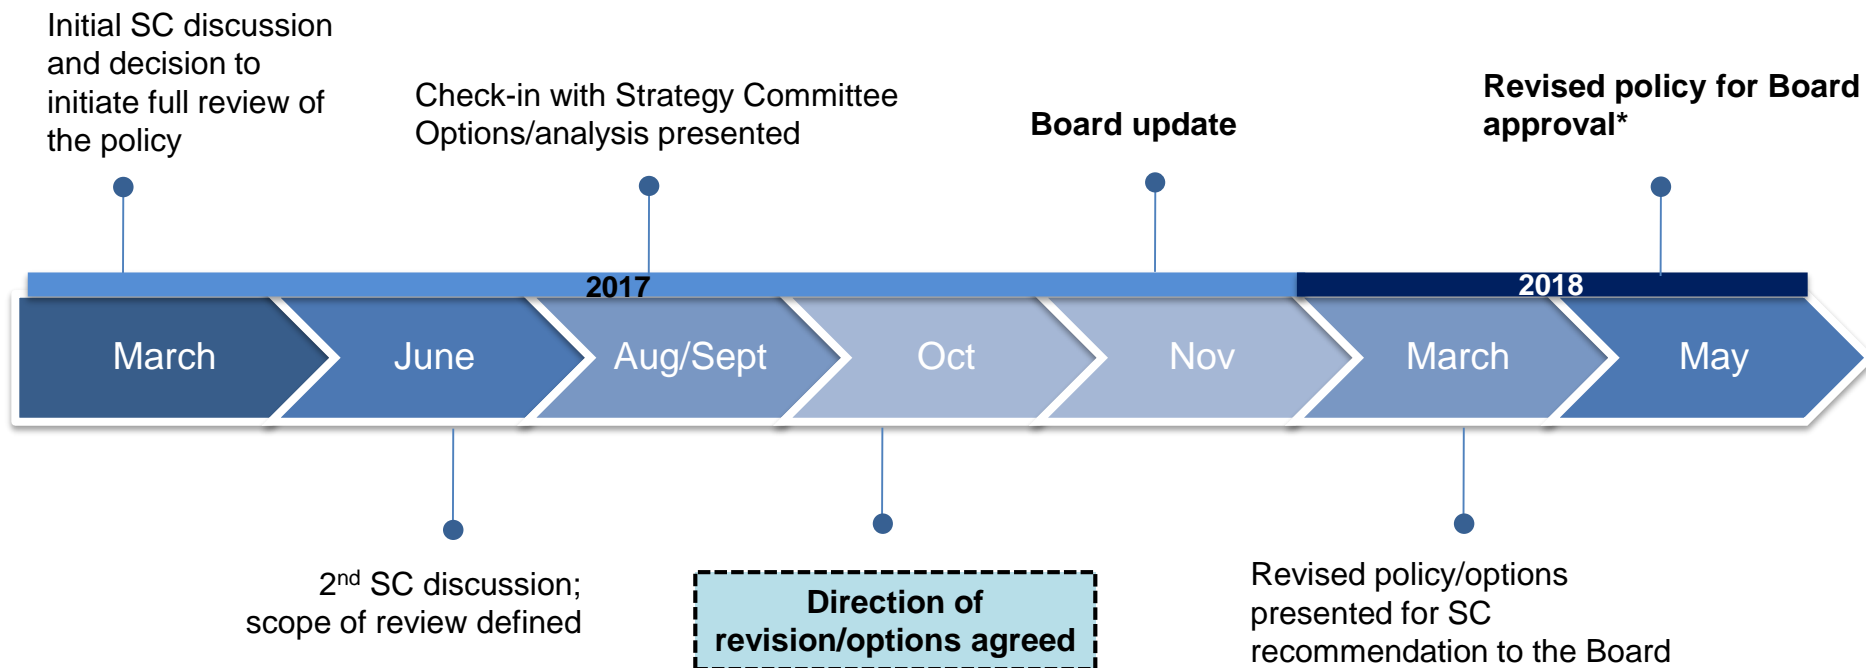 Initial SC discussion
and decision to
initiate full review of
the policy
Check-in with Strategy Committee
Options/analysis presented
Board update
Revised policy for Board
approval*
2017
2018
March
June
Aug/Sept
Oct
Nov
March
May
2nd SC discussion;
scope of review defined
Direction of
revision/options agreed
Revised policy/options
presented for SC
recommendation to the Board